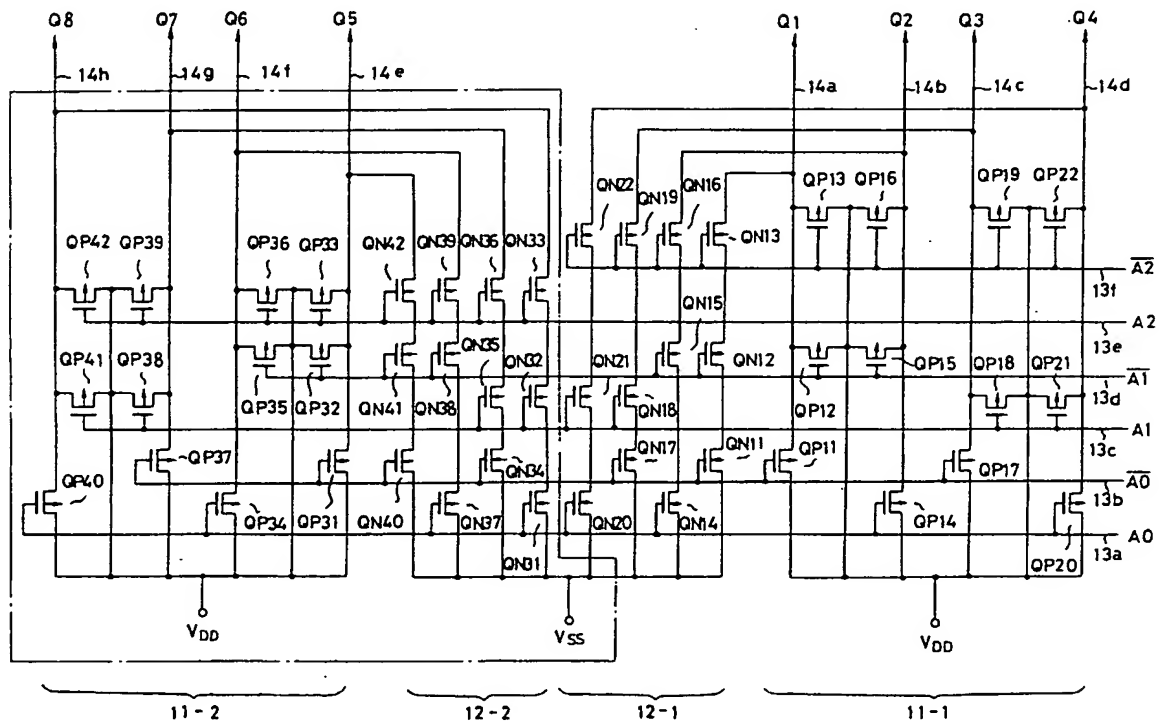 Q8 Q7 Q6 Q5 Q1 Q2 Q3 Q4
14h 14g 14f 14e 14a 14b 14c 14d
QN22 QN19 QN16 QP13 QP16 QP19 QP22
QP42 QP39 QP36 QP33 QN42 QN39 QN36 QN33 QN13
A2
13f
QN15
A2
13e
QP41 QP38 QN35 QN32 QN21 QN12 QP15 QP18 QP21
A1
QP35 QP32 QN41 QN38 QN18 QP12
13d
A1
13c
QP37 QN34 QN17 QN11 QP11 QP17
A0
13b
QP40 QP34 QP31 QN40 QN37 QN20 QN14 QP14
A0
QN31 QP20
13a
VDD VSS VDD
11-2 12-2 12-1 11-1